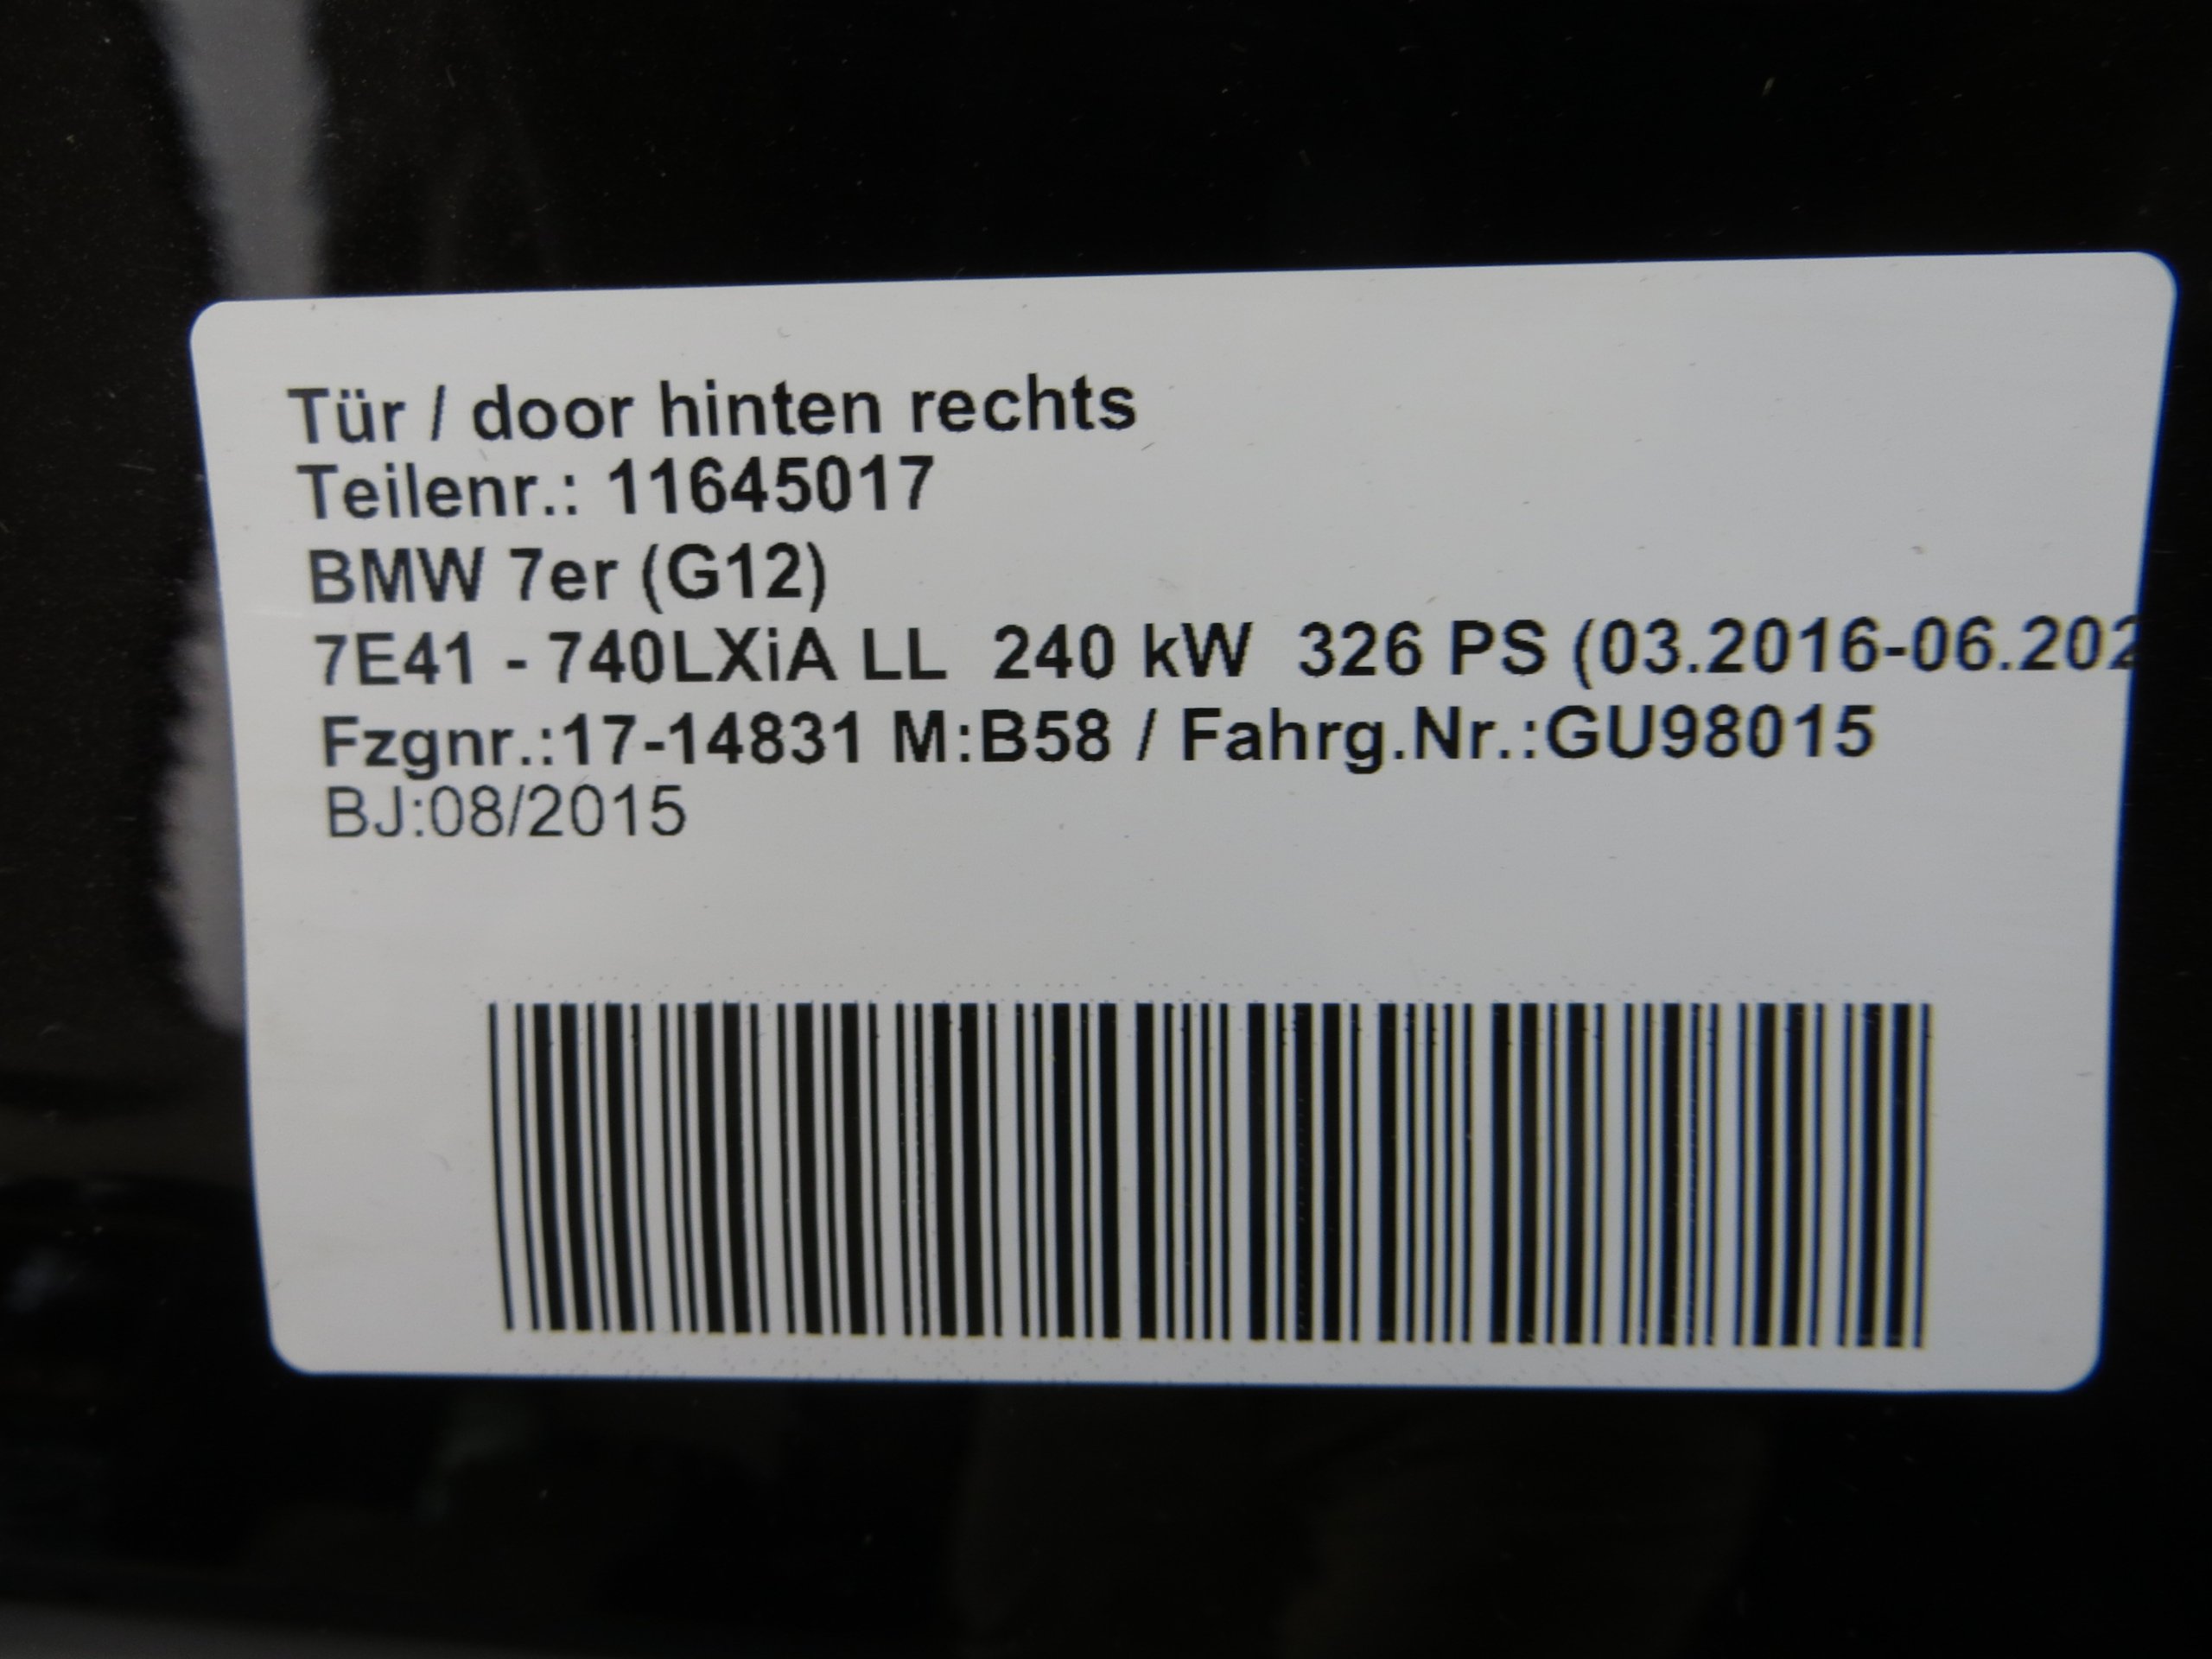 Tür / door hinten rechts
Teilenr.: 11645017
BMW 7er (G12)
7E41 - 740LXiA LL  240 kW  326 PS (03.2016-06.202
Fzgnr.:17-14831 M:B58 / Fahrg.Nr.:GU98015
BJ:08/2015